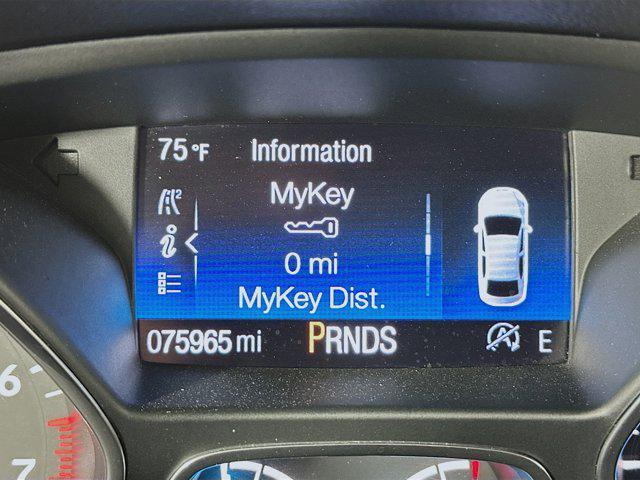 75 °F Information
MyKey
0 mi
MyKey Dist.
075965 mi PRNDS E
6
7